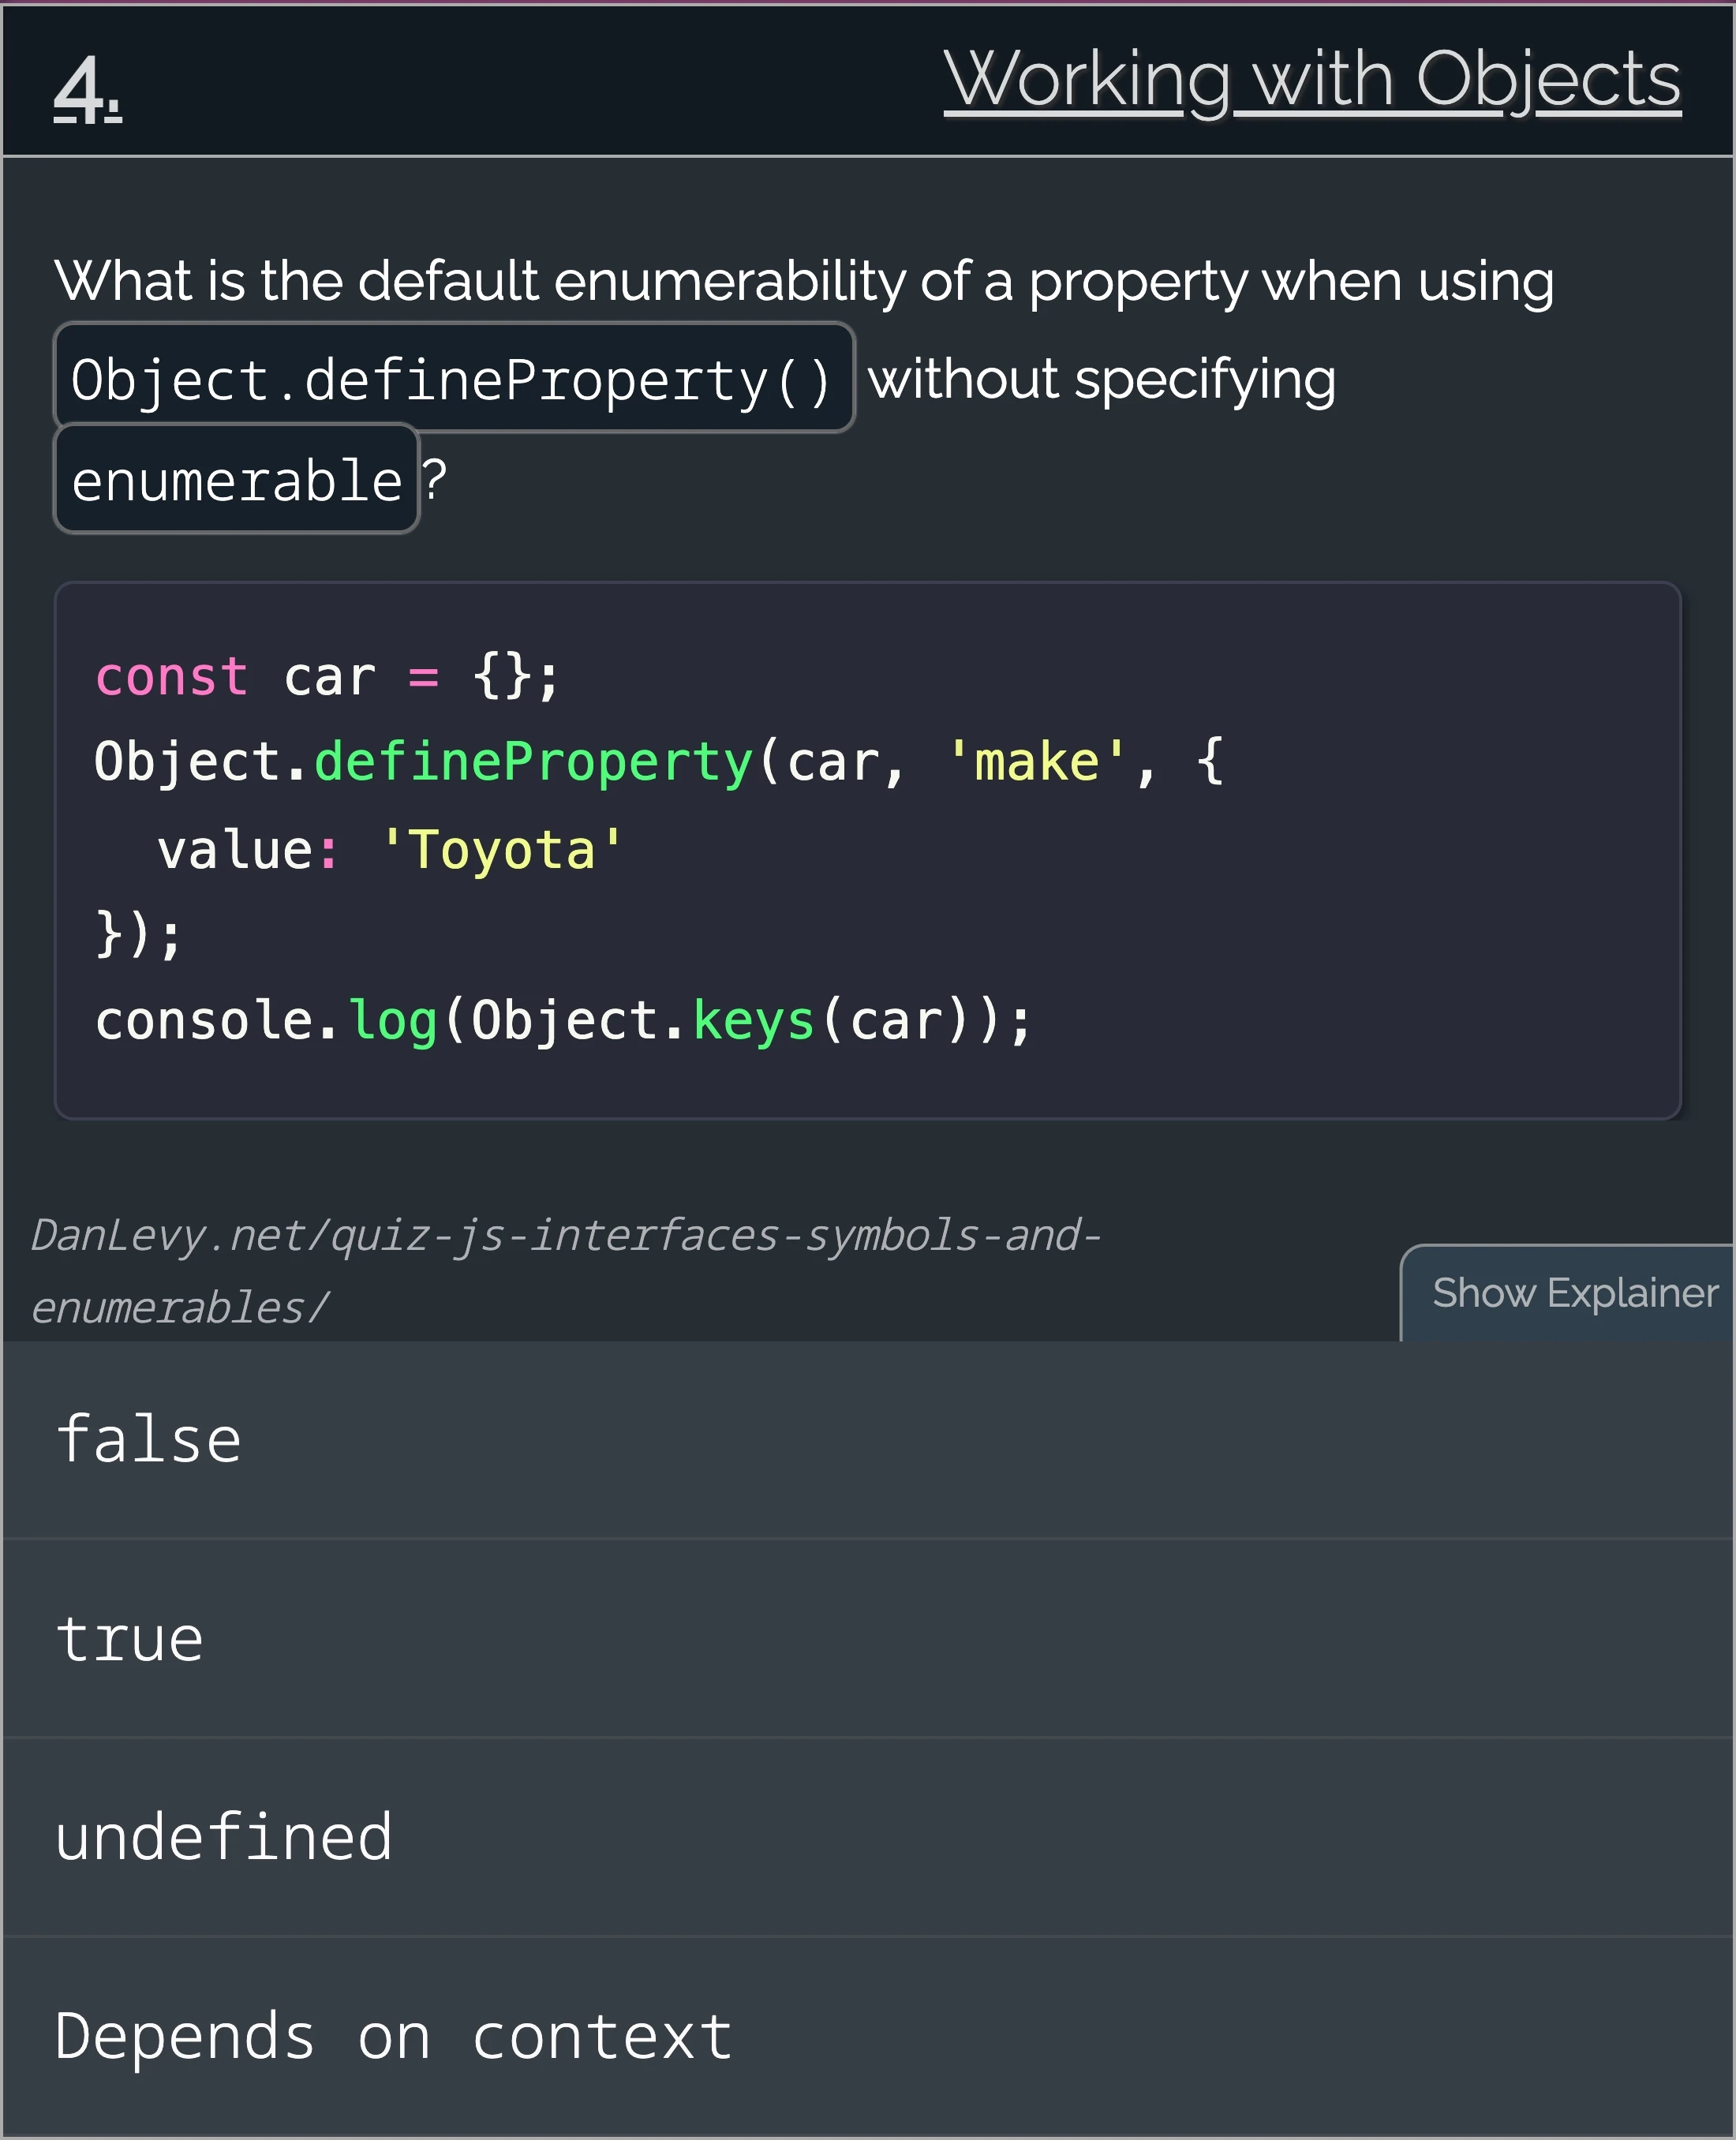 4.
Working with Objects
What is the default enumerability of a property when using
Object.defineProperty() without specifying
enumerable?
const car = {};
Object.defineProperty(car, 'make', {
  value: 'Toyota'
});
console.log(Object.keys(car));
DanLevy.net/quiz-js-interfaces-symbols-and-
enumerables/
Show Explainer
false
true
undefined
Depends on context